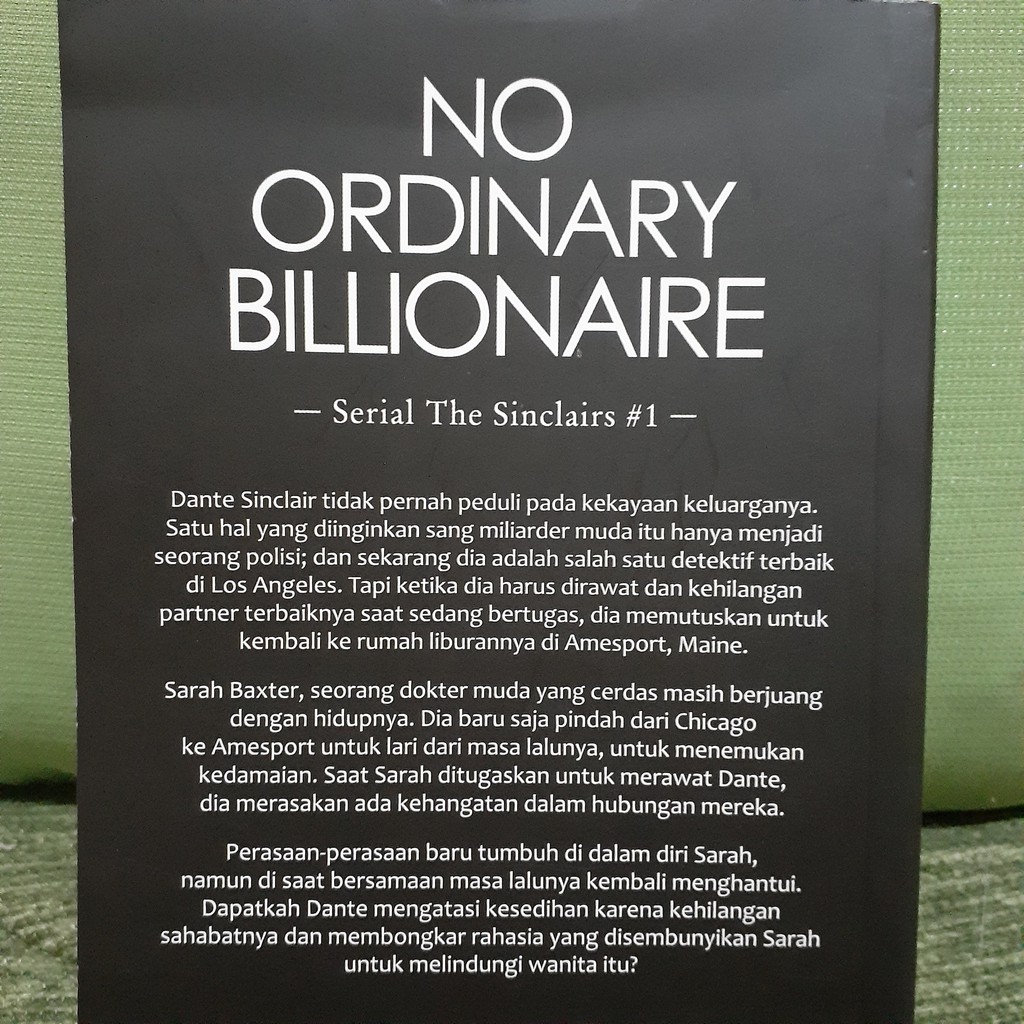 NO
ORDINARY
BILLIONAIRE
— Serial The Sinclairs #1 —
Dante Sinclair tidak pernah peduli pada kekayaan keluarganya.
Satu hal yang diinginkan sang miliarder muda itu hanya menjadi
seorang polisi; dan sekarang dia adalah salah satu detektif terbaik
di Los Angeles. Tapi ketika dia harus dirawat dan kehilangan
partner terbaiknya saat sedang bertugas, dia memutuskan untuk
kembali ke rumah liburannya di Amesport, Maine.
Sarah Baxter, seorang dokter muda yang cerdas masih berjuang
dengan hidupnya. Dia baru saja pindah dari Chicago
ke Amesport untuk lari dari masa lalunya, untuk menemukan
kedamaian. Saat Sarah ditugaskan untuk merawat Dante,
dia merasakan ada kehangatan dalam hubungan mereka.
Perasaan-perasaan baru tumbuh di dalam diri Sarah,
namun di saat bersamaan masa lalunya kembali menghantui.
Dapatkah Dante mengatasi kesedihan karena kehilangan
sahabatnya dan membongkar rahasia yang disembunyikan Sarah
untuk melindungi wanita itu?